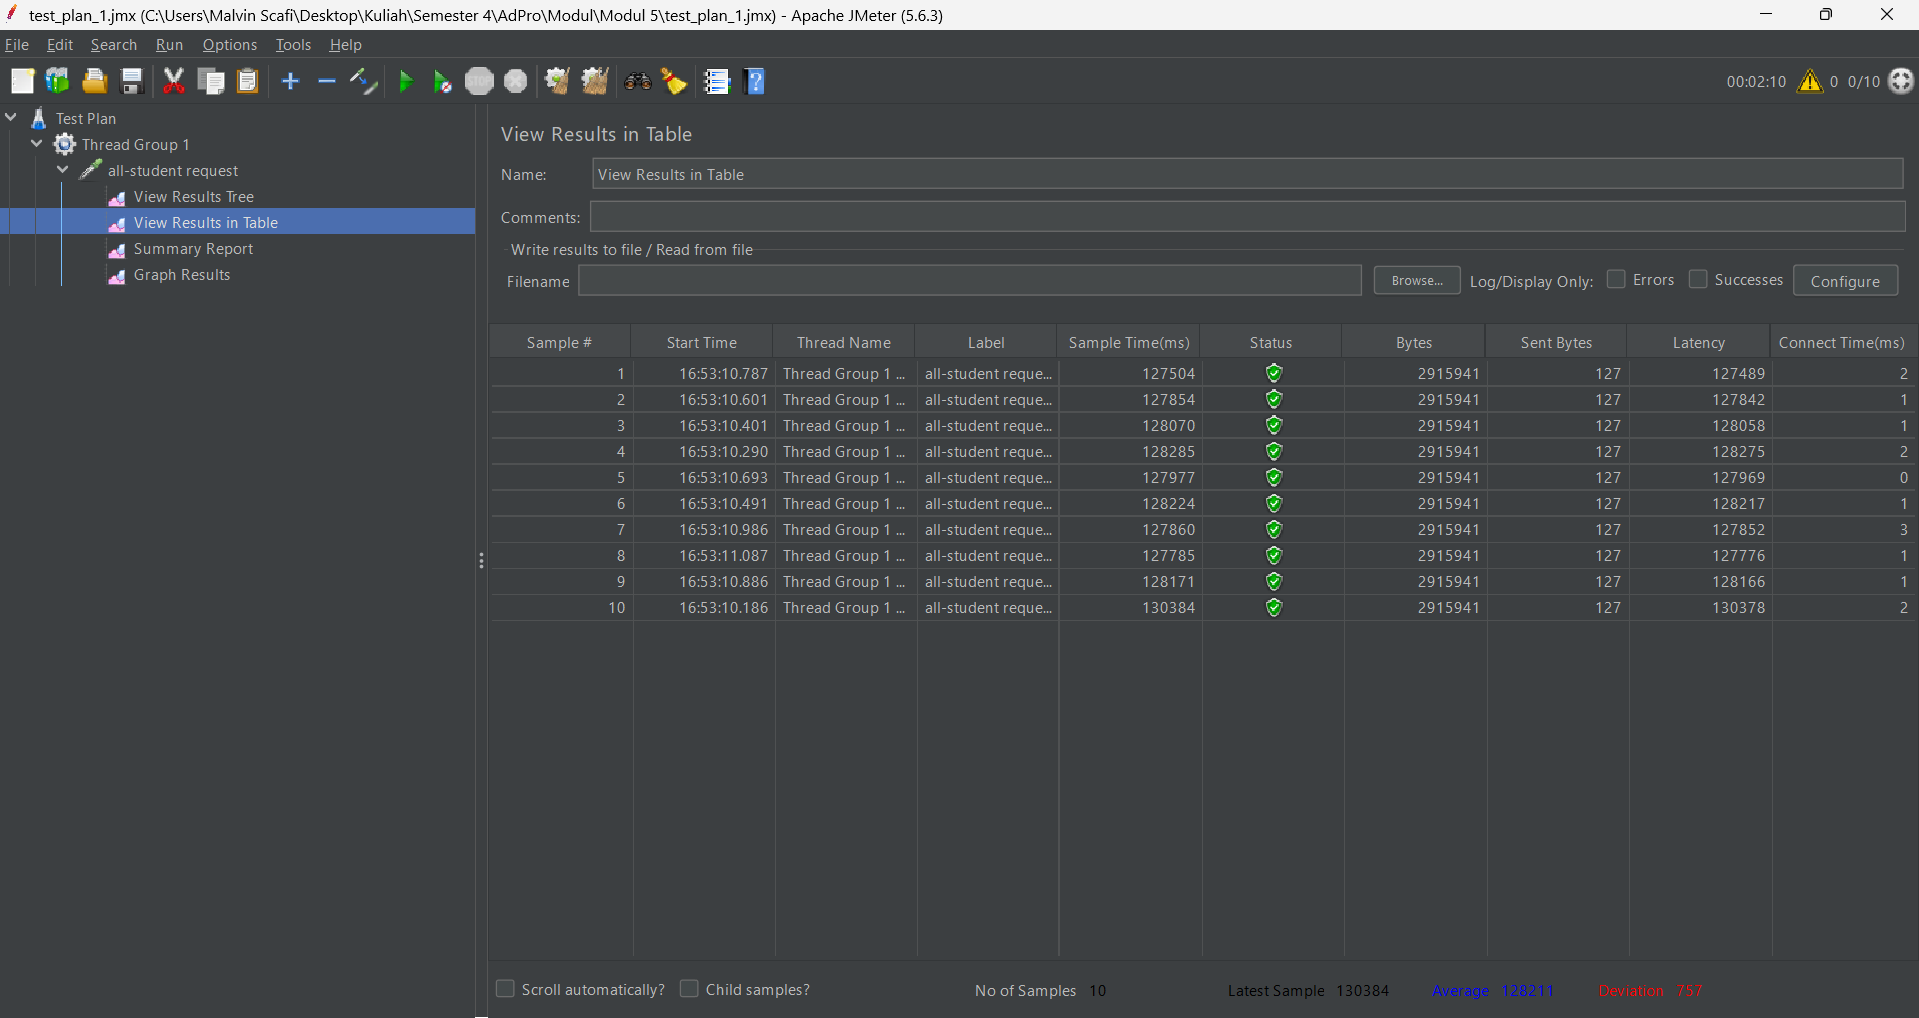 test_plan_1.jmx (C:\Users\Malvin Scafi\Desktop\Kuliah\Semester 4\AdPro\Modul\Modul 5\test_plan_1.jmx) - Apache JMeter (5.6.3)
File Edit Search Run Options Tools Help
STOP 00:02:10 0 0/10
Test Plan
Thread Group 1
all-student request
View Results Tree
View Results in Table
Summary Report
Graph Results
View Results in Table
Name: View Results in Table
Comments:
Write results to file / Read from file
Filename Browse... Log/Display Only: Errors Successes Configure
Sample # Start Time Thread Name Label Sample Time(ms) Status Bytes Sent Bytes Latency Connect Time(ms)
1 16:53:10.787 Thread Group 1 ... all-student reque... 127504 2915941 127 127489 2
2 16:53:10.601 Thread Group 1 ... all-student reque... 127854 2915941 127 127842 1
3 16:53:10.401 Thread Group 1 ... all-student reque... 128070 2915941 127 128058 1
4 16:53:10.290 Thread Group 1 ... all-student reque... 128285 2915941 127 128275 2
5 16:53:10.693 Thread Group 1 ... all-student reque... 127977 2915941 127 127969 0
6 16:53:10.491 Thread Group 1 ... all-student reque... 128224 2915941 127 128217 1
7 16:53:10.986 Thread Group 1 ... all-student reque... 127860 2915941 127 127852 3
8 16:53:11.087 Thread Group 1 ... all-student reque... 127785 2915941 127 127776 1
9 16:53:10.886 Thread Group 1 ... all-student reque... 128171 2915941 127 128166 1
10 16:53:10.186 Thread Group 1 ... all-student reque... 130384 2915941 127 130378 2
Scroll automatically? Child samples? No of Samples 10 Latest Sample 130384 Average 128211 Deviation 757